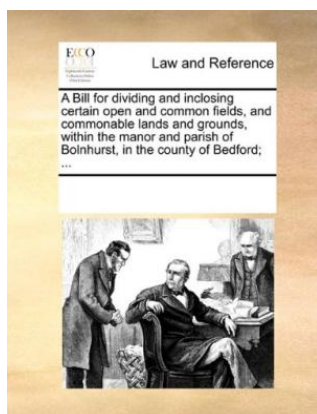 ECCO
Law and Reference
A Bill for dividing and inclosing
certain open and common fields, and
commonable lands and grounds,
within the manor and parish of
Bolnhurst, in the county of Bedford;
...